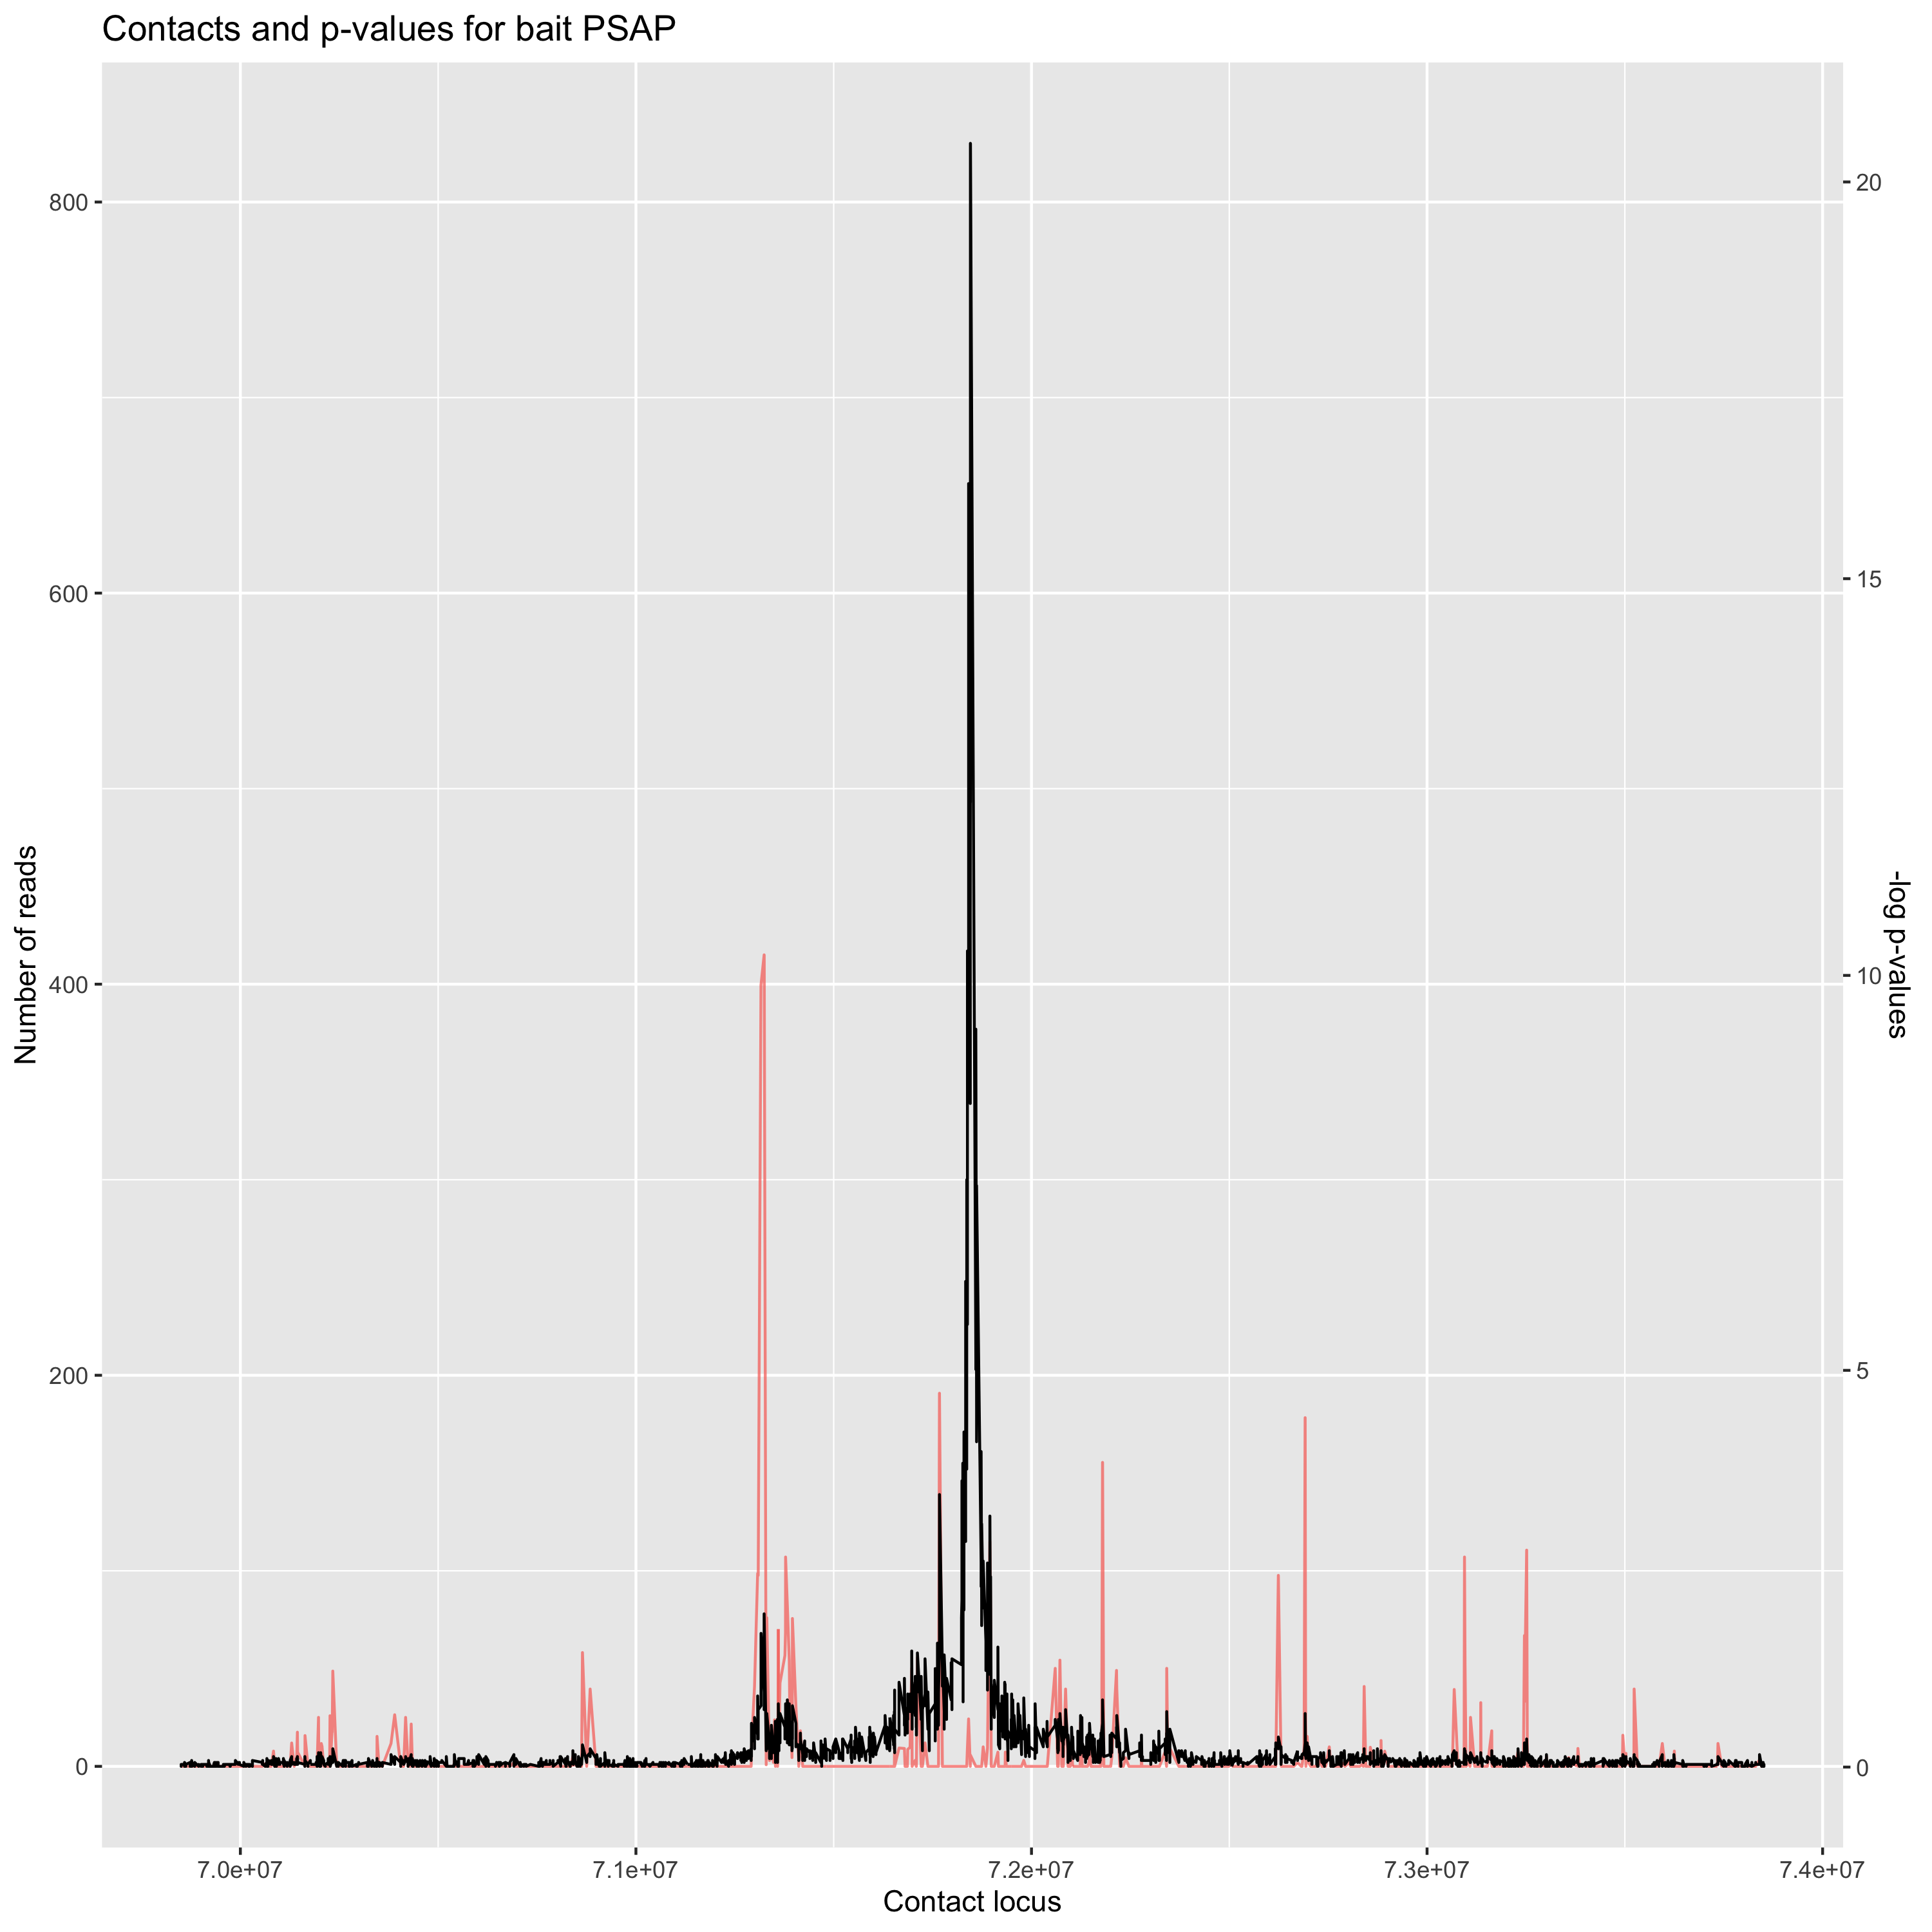 Contacts and p-values for bait PSAP
800
600
400
200
0
Number of reads
20
15
10
5
0
-log p-values
7.0e+07
7.1e+07
7.2e+07
7.3e+07
7.4e+07
Contact locus